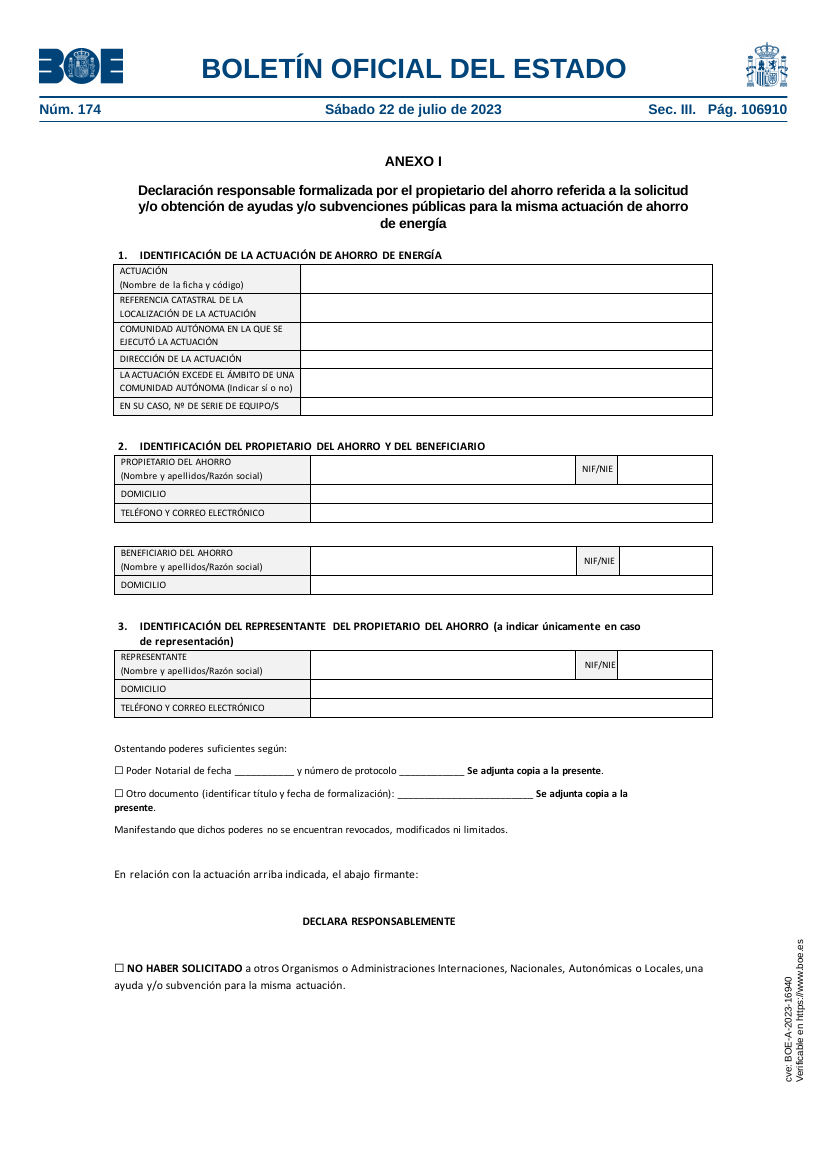 BOE
BOLETÍN OFICIAL DEL ESTADO
Núm. 174 Sábado 22 de julio de 2023 Sec. III. Pág. 106910
ANEXO I
Declaración responsable formalizada por el propietario del ahorro referida a la solicitud
y/o obtención de ayudas y/o subvenciones públicas para la misma actuación de ahorro
de energía
1. IDENTIFICACIÓN DE LA ACTUACIÓN DE AHORRO DE ENERGÍA
ACTUACIÓN
(Nombre de la ficha y código)
REFERENCIA CATASTRAL DE LA
LOCALIZACIÓN DE LA ACTUACIÓN
COMUNIDAD AUTÓNOMA EN LA QUE SE
EJECUTÓ LA ACTUACIÓN
DIRECCIÓN DE LA ACTUACIÓN
LA ACTUACIÓN EXCEDE EL ÁMBITO DE UNA
COMUNIDAD AUTÓNOMA (Indicar sí o no)
EN SU CASO, Nº DE SERIE DE EQUIPO/S
2. IDENTIFICACIÓN DEL PROPIETARIO DEL AHORRO Y DEL BENEFICIARIO
PROPIETARIO DEL AHORRO
(Nombre y apellidos/Razón social)
NIF/NIE
DOMICILIO
TELÉFONO Y CORREO ELECTRÓNICO
BENEFICIARIO DEL AHORRO
(Nombre y apellidos/Razón social)
NIF/NIE
DOMICILIO
3. IDENTIFICACIÓN DEL REPRESENTANTE DEL PROPIETARIO DEL AHORRO (a indicar únicamente en caso
de representación)
REPRESENTANTE
(Nombre y apellidos/Razón social)
NIF/NIE
DOMICILIO
TELÉFONO Y CORREO ELECTRÓNICO
Ostentando poderes suficientes según:
☐ Poder Notarial de fecha ___________ y número de protocolo ____________ Se adjunta copia a la presente.
☐ Otro documento (identificar título y fecha de formalización): _________________________ Se adjunta copia a la
presente.
Manifestando que dichos poderes no se encuentran revocados, modificados ni limitados.
En relación con la actuación arriba indicada, el abajo firmante:
DECLARA RESPONSABLEMENTE
☐ NO HABER SOLICITADO a otros Organismos o Administraciones Internaciones, Nacionales, Autonómicas o Locales, una
ayuda y/o subvención para la misma actuación.
cve: BOE-A-2023-16940
Verificable en https://www.boe.es